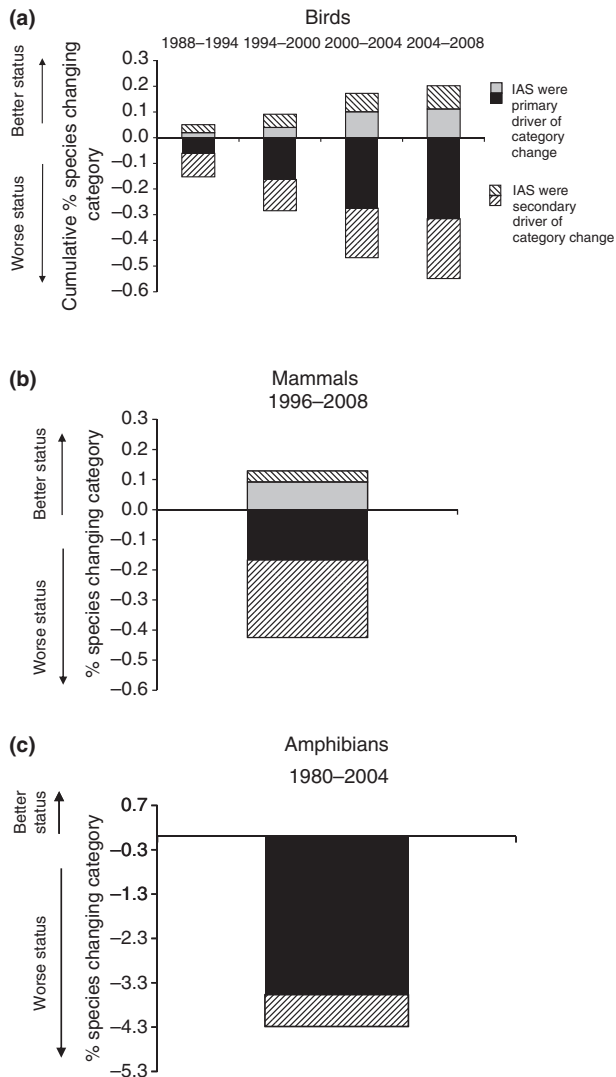 (a)
Birds
1988–1994 1994–2000 2000–2004 2004–2008
Better status
Worse status
Cumulative % species changing
category
0.3
0.2
0.1
0.0
–0.1
–0.2
–0.3
–0.4
–0.5
–0.6
IAS were
primary
driver of
category
change
IAS were
secondary
driver of
category change
(b)
Mammals
1996–2008
Better status
Worse status
% species changing category
0.3
0.2
0.1
0.0
–0.1
–0.2
–0.3
–0.4
–0.5
–0.6
(c)
Amphibians
1980–2004
Better
status
Worse status
% species changing category
0.7
–0.3
–1.3
–2.3
–3.3
–4.3
–5.3